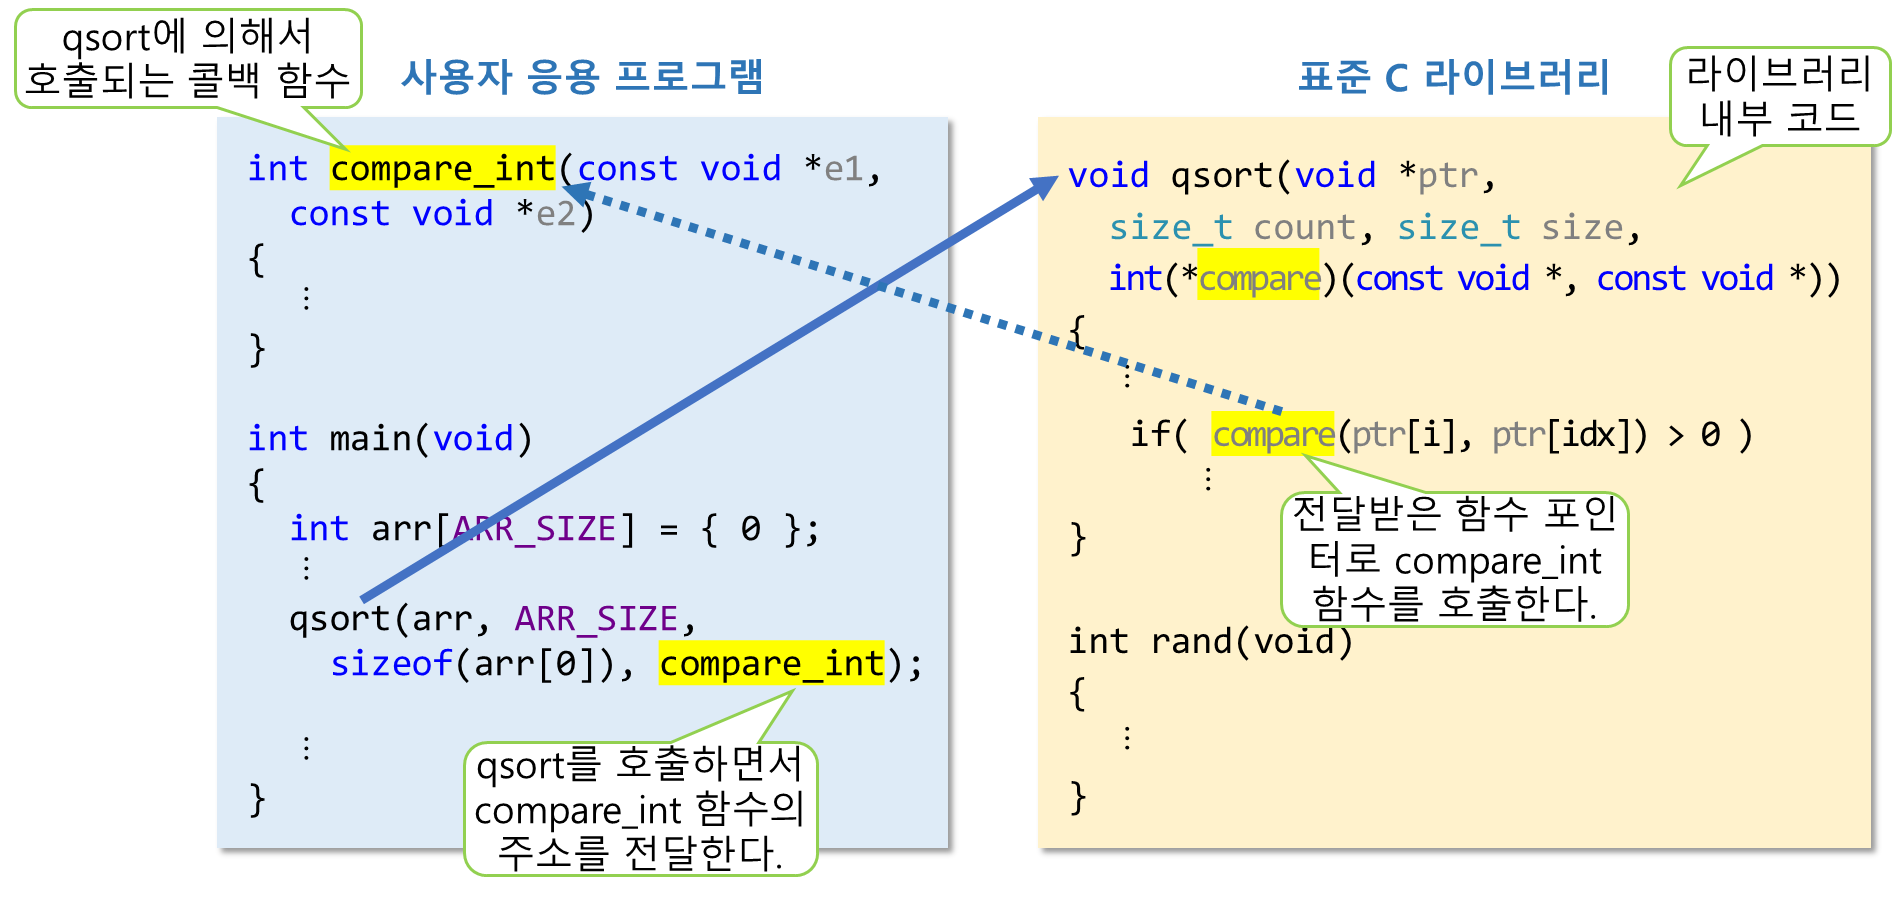 qsort에 의해서
호출되는 콜백 함수
사용자 응용 프로그램
int compare_int(const void *e1,
const void *e2)
{
⋮
}
int main(void)
{
int arr[ARR_SIZE] = { 0 };
⋮
qsort(arr, ARR_SIZE,
sizeof(arr[0]), compare_int);
⋮
}
qsort를 호출하면서
compare_int 함수의
주소를 전달한다.
표준 C 라이브러리
라이브러리
내부 코드
void qsort(void *ptr,
size_t count, size_t size,
int(*compare)(const void *, const void *))
{
⋮
if( compare(ptr[i], ptr[idx]) > 0 )
⋮
}
전달받은 함수 포인
터로 compare_int
함수를 호출한다.
int rand(void)
{
⋮
}